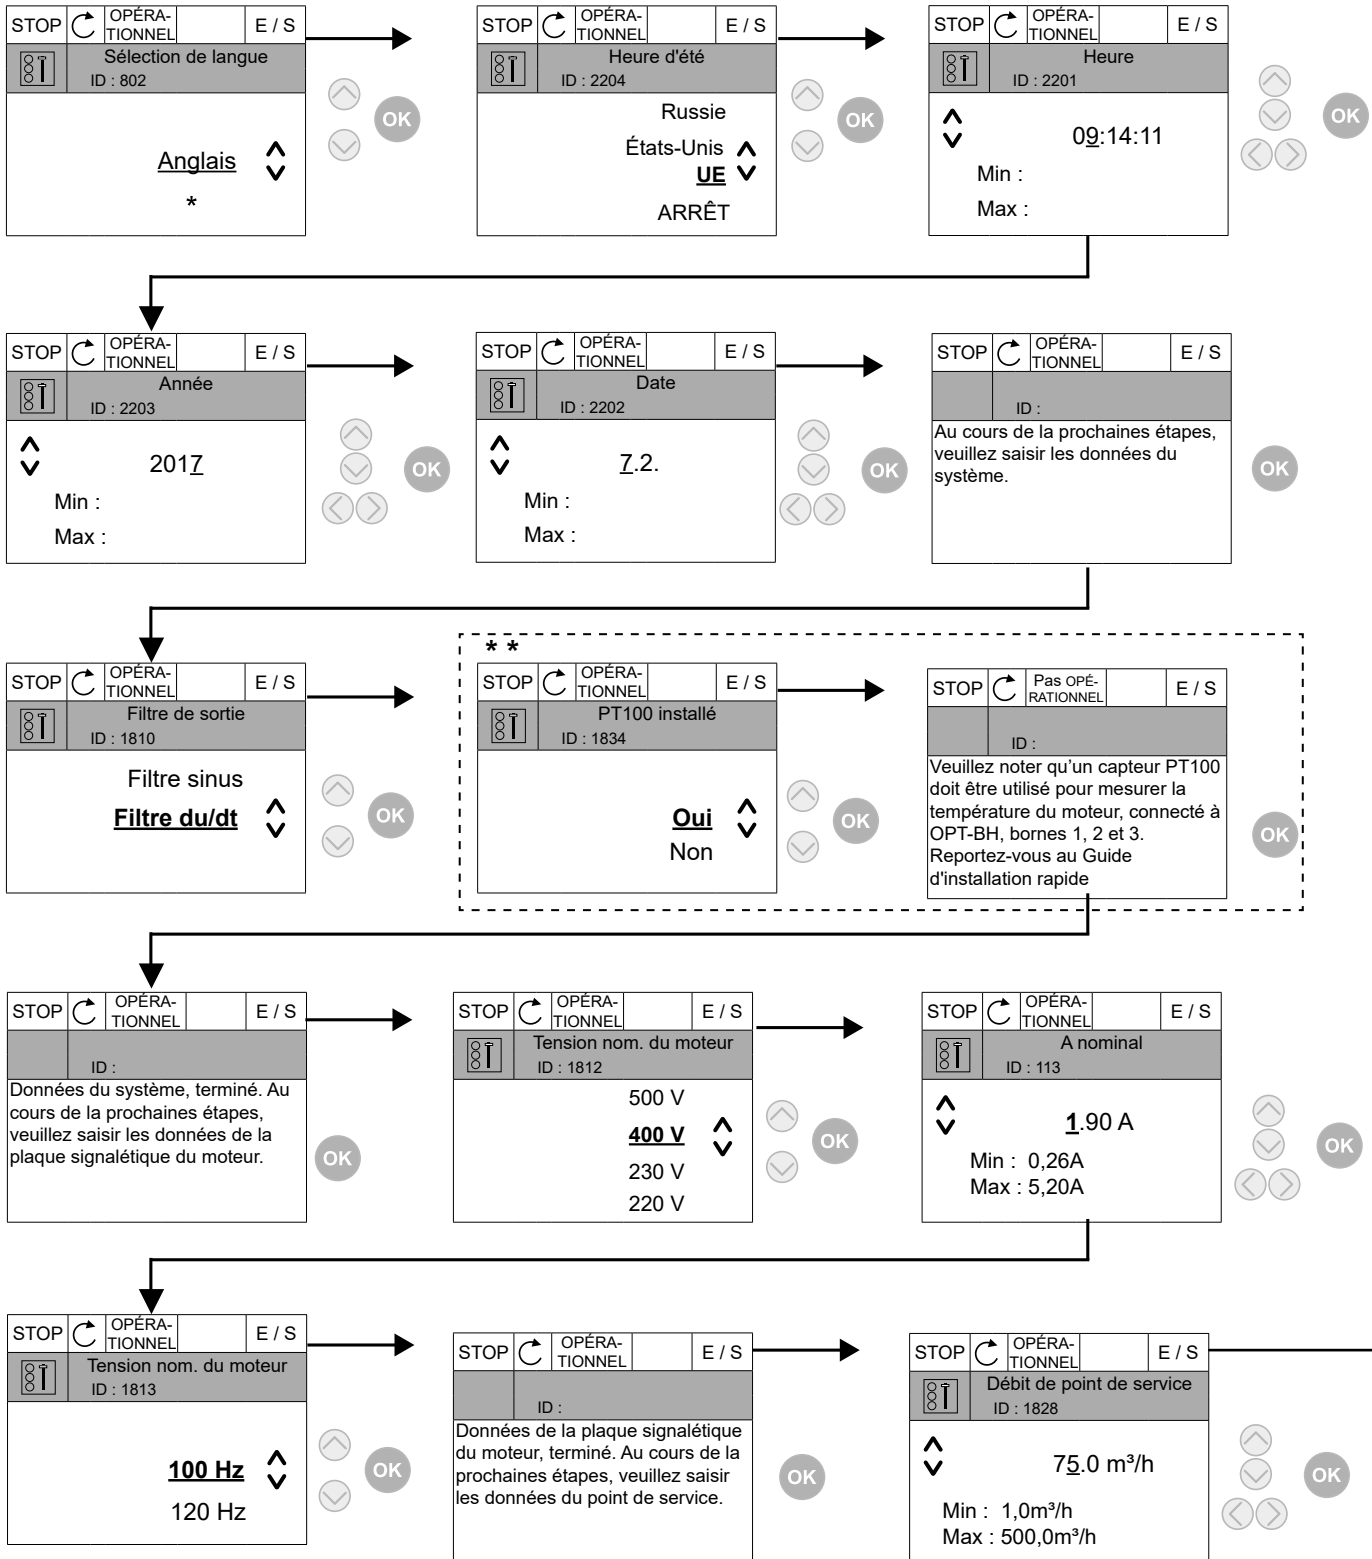 STOP OPÉRA-
TIONNEL E / S
Sélection de langue
ID : 802
Anglais
*
OK
STOP OPÉRA-
TIONNEL E / S
Heure d'été
ID : 2204
Russie
États-Unis
UE
ARRÊT
OK
STOP OPÉRA-
TIONNEL E / S
Heure
ID : 2201
09:14:11
Min :
Max :
OK
STOP OPÉRA-
TIONNEL E / S
Année
ID : 2203
2017
Min :
Max :
OK
STOP OPÉRA-
TIONNEL E / S
Date
ID : 2202
7.2.
Min :
Max :
OK
STOP OPÉRA-
TIONNEL E / S
ID :
Au cours de la prochaines étapes,
veuillez saisir les données du
système.
OK
STOP OPÉRA-
TIONNEL E / S
Filtre de sortie
ID : 1810
Filtre sinus
Filtre du/dt
OK
* *
STOP OPÉRA-
TIONNEL E / S
PT100 installé
ID : 1834
Oui
Non
OK
STOP Pas OPÉ-
RATIONNEL E / S
ID :
Veuillez noter qu’un capteur PT100
doit être utilisé pour mesurer la
température du moteur, connecté à
OPT-BH, bornes 1, 2 et 3.
Reportez-vous au Guide
d'installation rapide
OK
STOP OPÉRA-
TIONNEL E / S
ID :
Données du système, terminé. Au
cours de la prochaines étapes,
veuillez saisir les données de la
plaque signalétique du moteur.
OK
STOP OPÉRA-
TIONNEL E / S
Tension nom. du moteur
ID : 1812
500 V
400 V
230 V
220 V
OK
STOP OPÉRA-
TIONNEL E / S
A nominal
ID : 113
1.90 A
Min : 0,26A
Max : 5,20A
OK
STOP OPÉRA-
TIONNEL E / S
Tension nom. du moteur
ID : 1813
100 Hz
120 Hz
OK
STOP OPÉRA-
TIONNEL E / S
ID :
Données de la plaque signalétique
du moteur, terminé. Au cours de la
prochaines étapes, veuillez saisir
les données du point de service.
OK
STOP OPÉRA-
TIONNEL E / S
Débit de point de service
ID : 1828
75.0 m³/h
Min : 1,0m³/h
Max : 500,0m³/h
OK